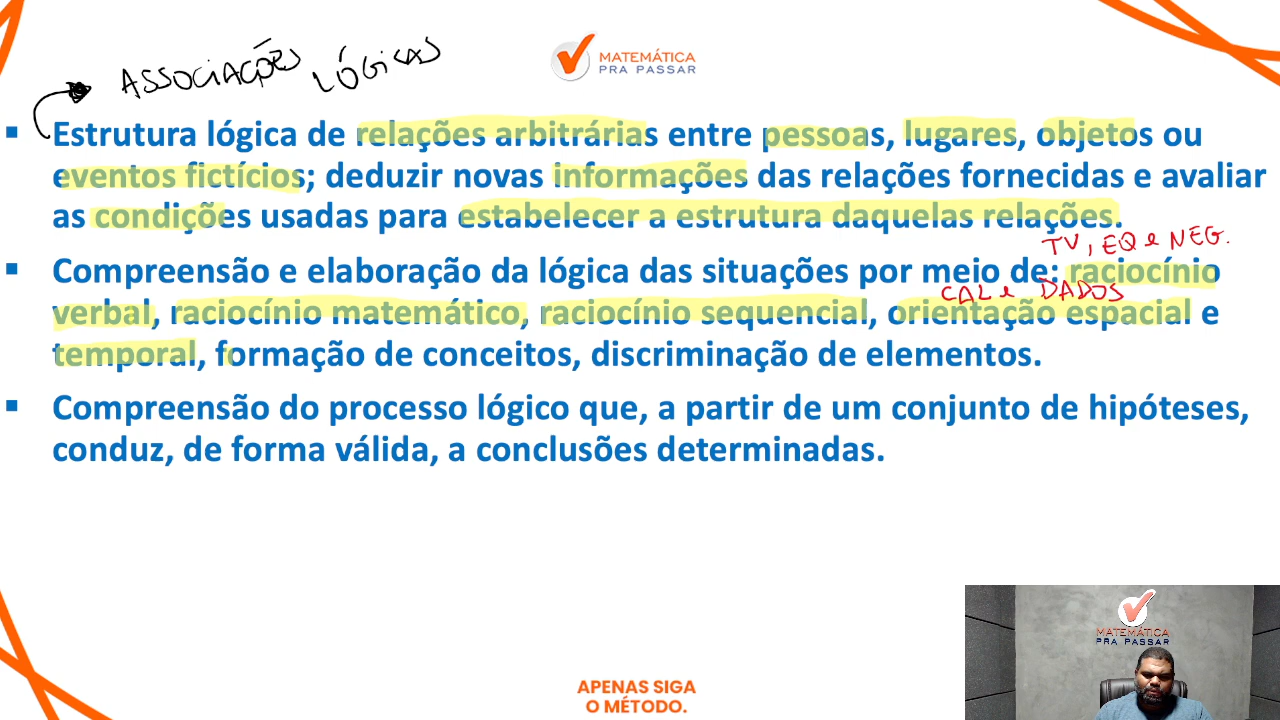 ASSOCIAÇÕES LÓGICAS
MATEMÁTICA
PRA PASSAR
▪ Estrutura lógica de relações arbitrárias entre pessoas, lugares, objetos ou
eventos fictícios; deduzir novas informações das relações fornecidas e avaliar
as condições usadas para estabelecer a estrutura daquelas relações.
TV, EQ e NEG.
▪ Compreensão e elaboração da lógica das situações por meio de: raciocínio
CAL e DADOS
verbal, raciocínio matemático, raciocínio sequencial, orientação espacial e
temporal, formação de conceitos, discriminação de elementos.
▪ Compreensão do processo lógico que, a partir de um conjunto de hipóteses,
conduz, de forma válida, a conclusões determinadas.
MATEMÁTICA
PRA PASSAR
APENAS SIGA
O MÉTODO.